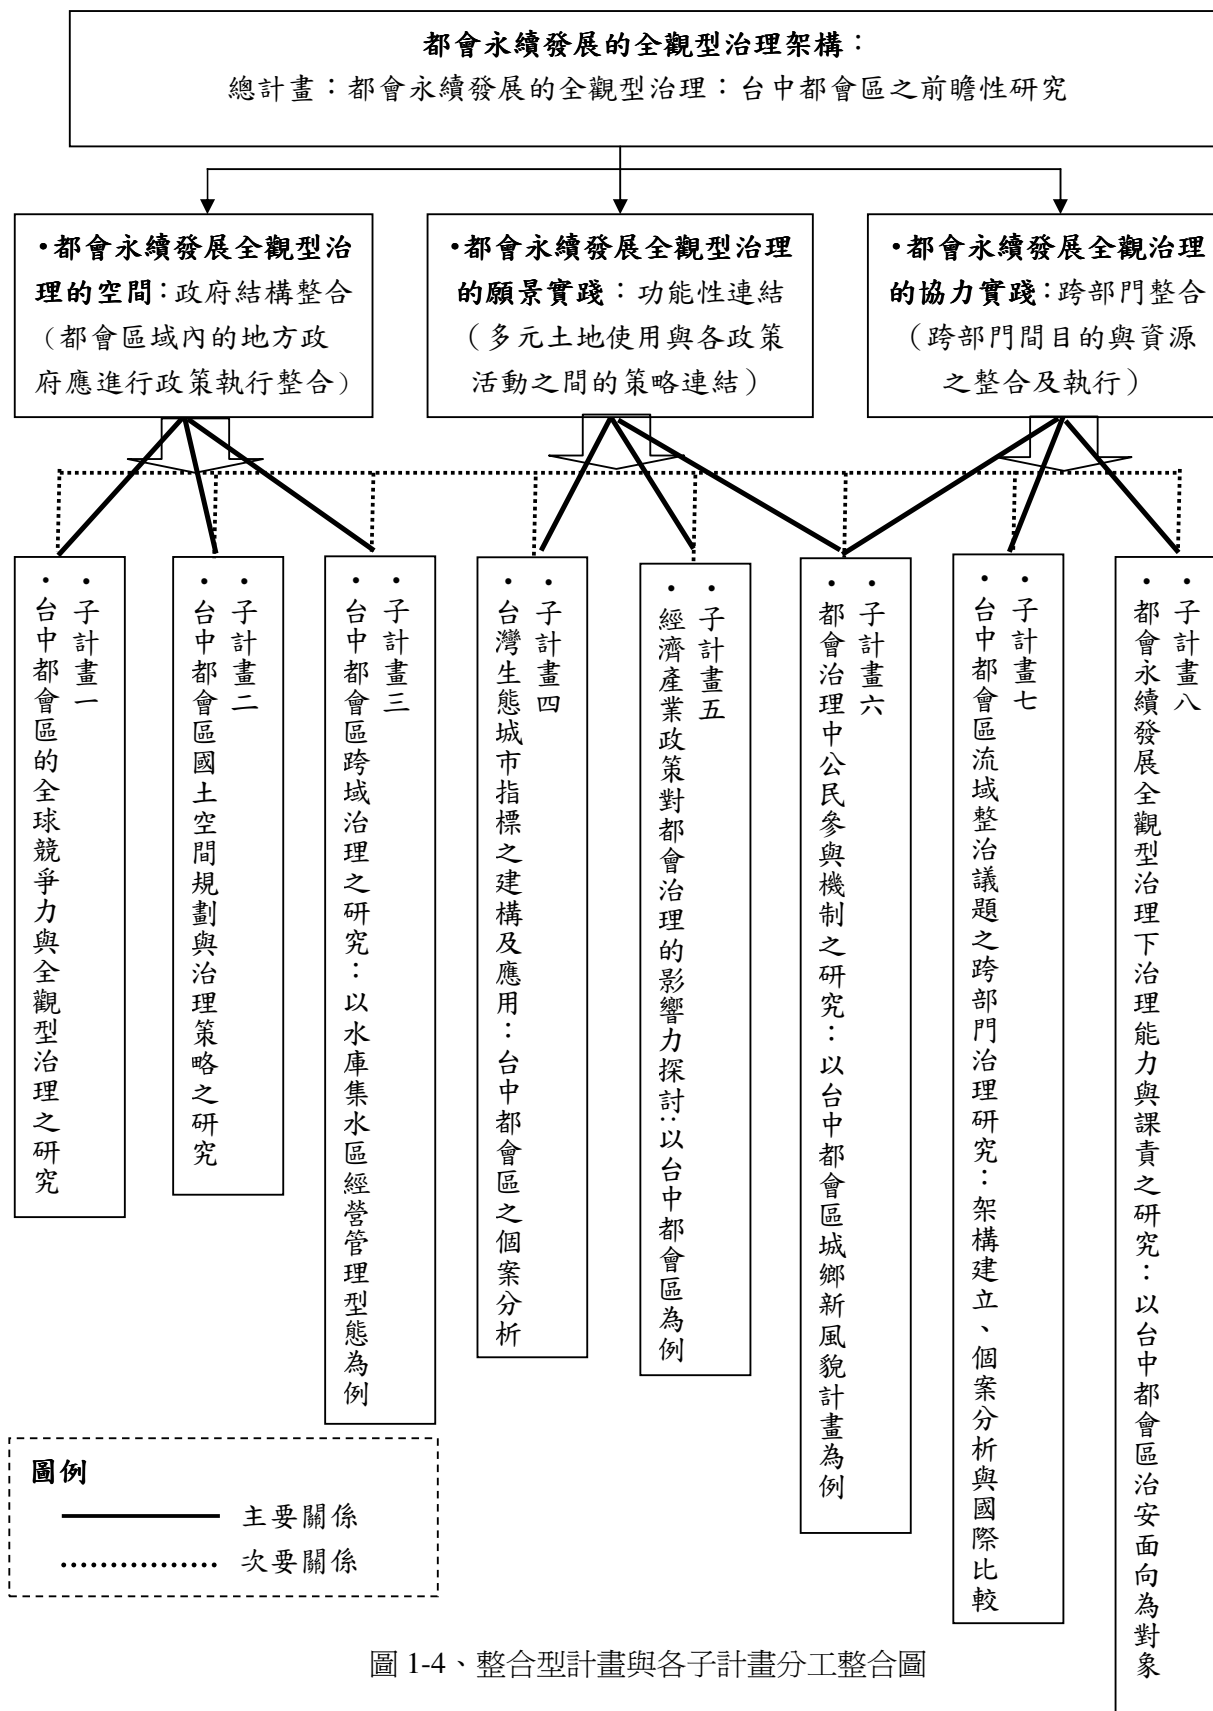 都會永續發展的全觀型治理架構：
總計畫：都會永續發展的全觀型治理：台中都會區之前瞻性研究
•都會永續發展全觀型治
理的空間：政府結構整合
（都會區域內的地方政
府應進行政策執行整合）
•都會永續發展全觀型治理
的願景實踐：功能性連結
（多元土地使用與各政策
活動之間的策略連結）
•都會永續發展全觀治理
的協力實踐：跨部門整合
（跨部門間目的與資源
之整合及執行）
•子計畫一
•台中都會區的全球競爭力與全觀型治理之研究
•子計畫二
•台中都會區國土空間規劃與治理策略之研究
•子計畫三
•台中都會區跨域治理之研究：以水庫集水區經營管理型態為例
•子計畫四
•台灣生態城市指標之建構及應用：台中都會區之個案分析
•子計畫五
•經濟產業政策對都會治理的影響力探討：以台中都會區為例
•子計畫六
•都會治理中公民參與機制之研究：以台中都會區城鄉新風貌計畫為例
•子計畫七
•台中都會區流域整治議題之跨部門治理研究：架構建立、個案分析與國際比較
•子計畫八
•都會永續發展全觀型治理下治理能力與課責之研究：以台中都會區治安面向為對象
圖例
主要關係
次要關係
圖 1-4、整合型計畫與各子計畫分工整合圖